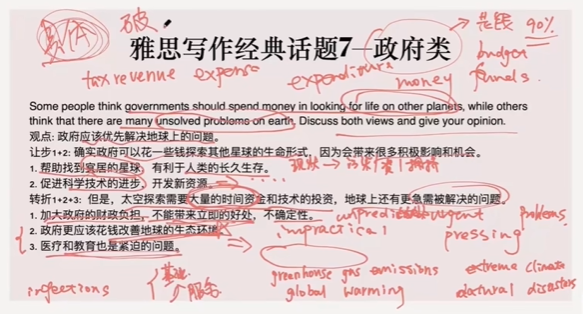 破
花钱 90%
雅思写作经典话题7—政府类
budget
tax revenue expense expenditure money funds.
Some people think governments should spend money in looking for life on other planets, while others
think that there are many unsolved problems on earth. Discuss both views and give your opinion.
观点: 政府应该优先解决地球上的问题。
让步1+2: 确实政府可以花一些钱探索其他星球的生命形式，因为会带来很多积极影响和机会。
1. 帮助找到宜居的星球，有利于人类的长久生存。
2. 促进科学技术的进步，开发新资源。
转折1+2+3: 但是，太空探索需要大量的时间资金和技术的投资，地球上还有更急需被解决的问题。
1. 加大政府的财政负担，不能带来立即的好处，不确定性。
urgent problems.
2. 政府更应该花钱改善地球的生态环境。
impractical pressing
3. 医疗和教育也是紧迫的问题。
infections
服务
greenhouse gas emissions extreme climate
global warming natural disasters